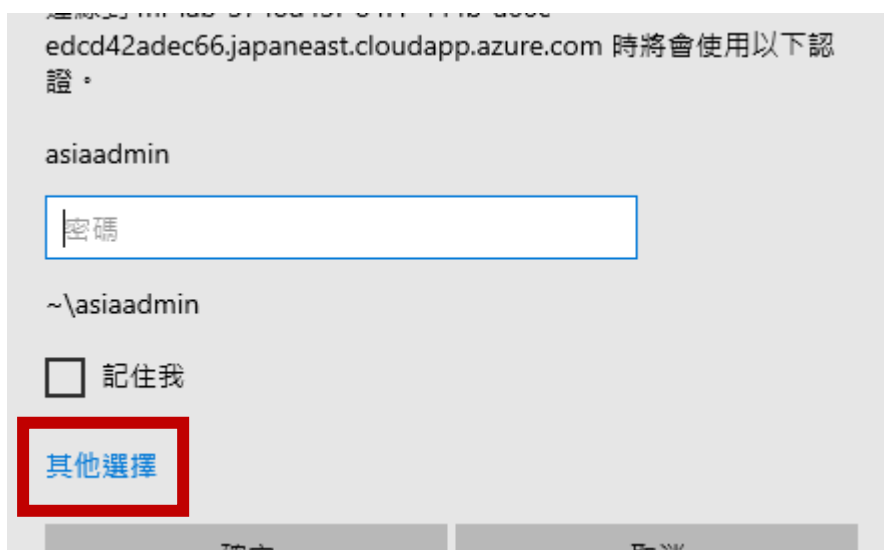 edcd42adec66.japaneast.cloudapp.azure.com 時將會使用以下認
證。
asiaadmin
密碼
~\asiaadmin
記住我
其他選擇